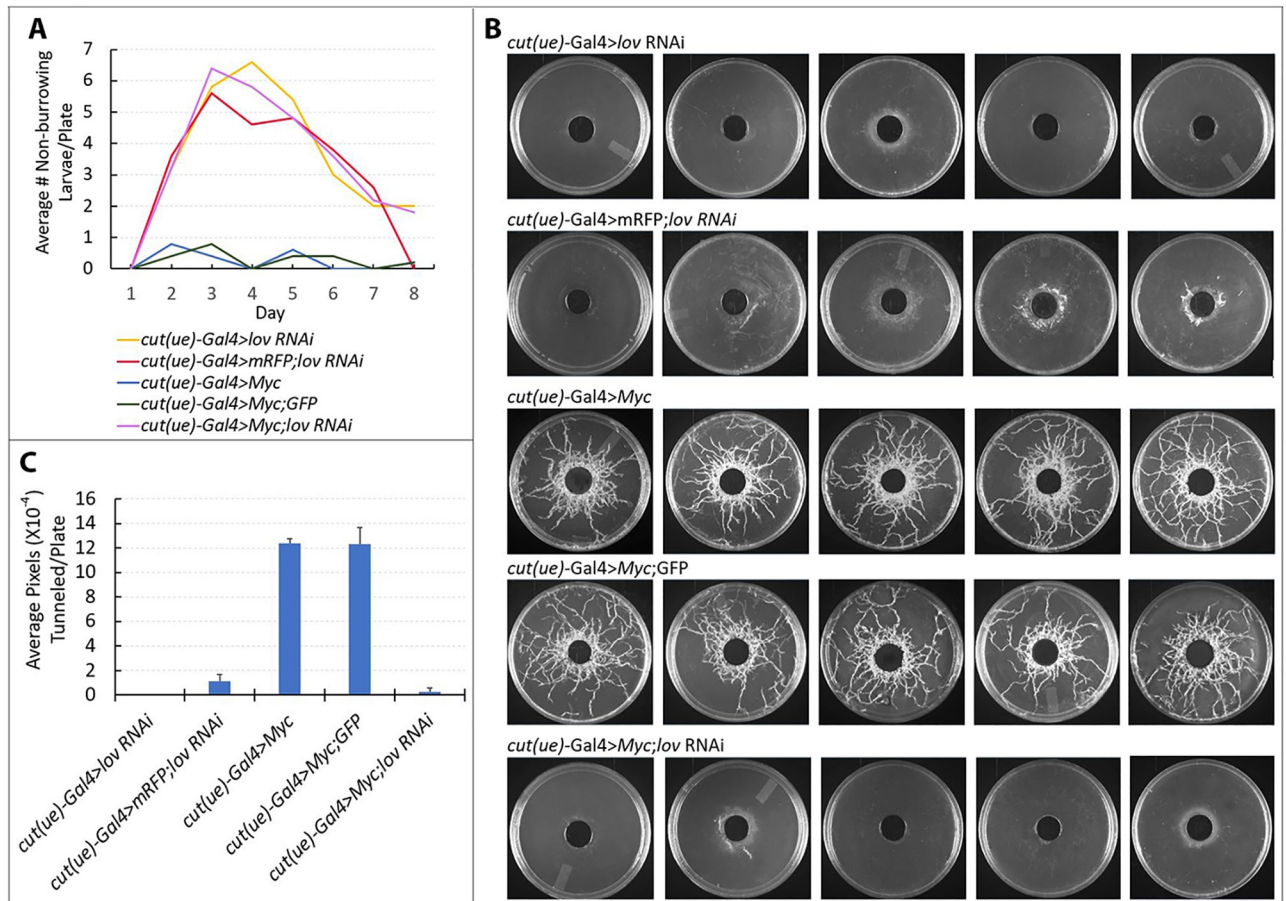 A
7
6
5
4
3
2
1
0
Average # Non-burrowing
Larvae/Plate
1 2 3 4 5 6 7 8
Day
cut(ue)-Gal4>lov RNAi
cut(ue)-Gal4>mRFP;lov RNAi
cut(ue)-Gal4>Myc
cut(ue)-Gal4>Myc;GFP
cut(ue)-Gal4>Myc;lov RNAi
B
cut(ue)-Gal4>lov RNAi
cut(ue)-Gal4>mRFP;lov RNAi
cut(ue)-Gal4>Myc
cut(ue)-Gal4>Myc;GFP
cut(ue)-Gal4>Myc;lov RNAi
C
16
14
12
10
8
6
4
2
0
Average Pixels (X10-4)
Tunneled/Plate
cut(ue)-Gal4>lov RNAi
cut(ue)-Gal4>mRFP;lov RNAi
cut(ue)-Gal4>Myc
cut(ue)-Gal4>Myc;GFP
cut(ue)-Gal4>Myc;lov RNAi